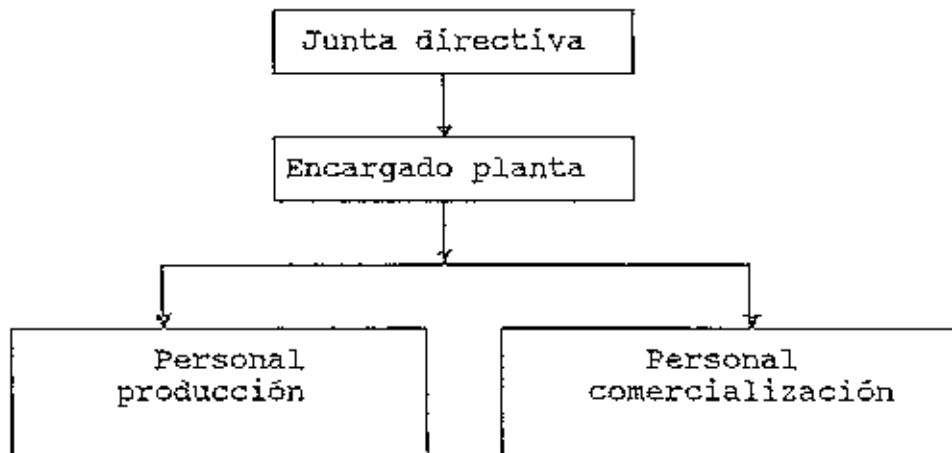 Junta directiva
Encargado planta
Personal
producción
Personal
comercialización